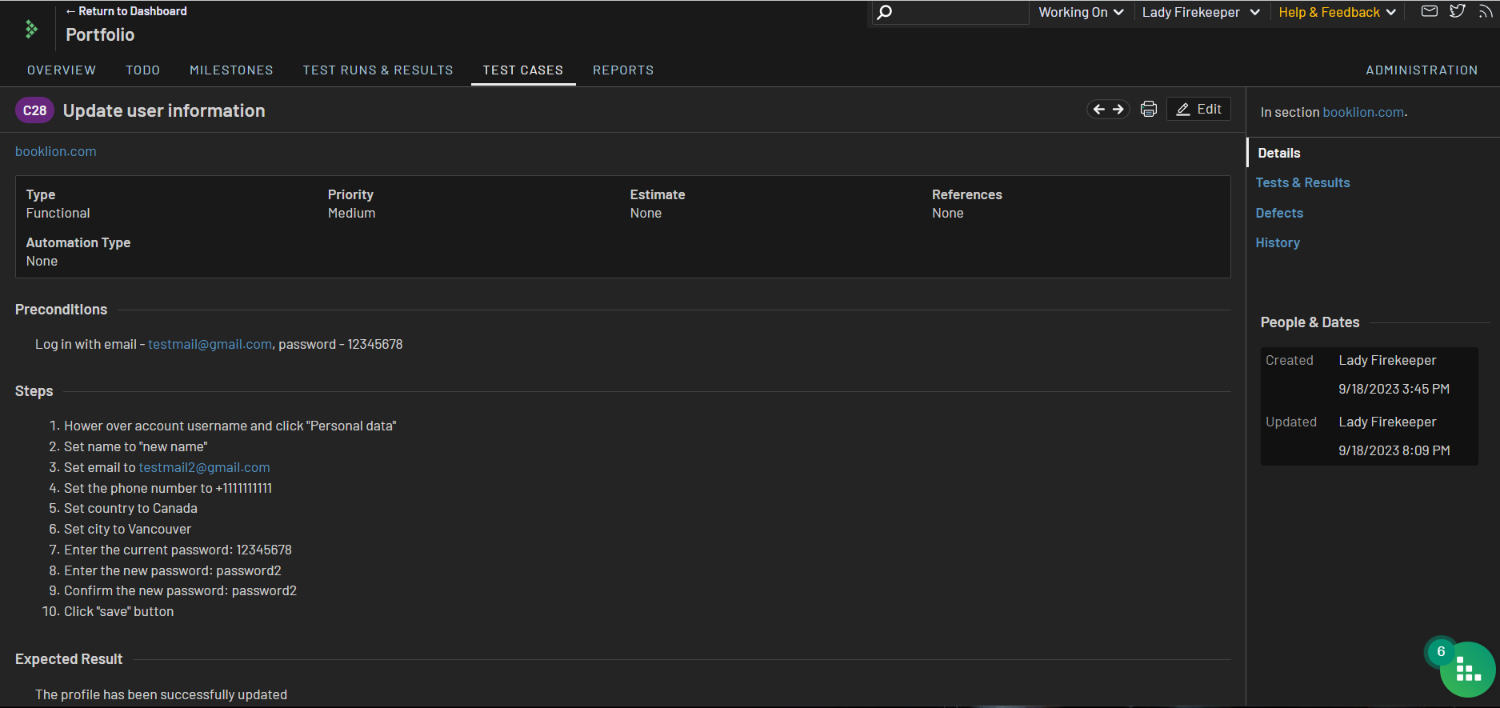 ← Return to Dashboard
Portfolio
Working On
Lady Firekeeper
Help & Feedback
OVERVIEW
TODO
MILESTONES
TEST RUNS & RESULTS
TEST CASES
REPORTS
ADMINISTRATION
C28 Update user information
Edit
In section booklion.com.
booklion.com
Details
Tests & Results
Defects
History
Type
Functional
Priority
Medium
Estimate
None
References
None
Automation Type
None
Preconditions
Log in with email - testmail@gmail.com, password - 12345678
Steps
1. Hower over account username and click "Personal data"
2. Set name to "new name"
3. Set email to testmail2@gmail.com
4. Set the phone number to +1111111111
5. Set country to Canada
6. Set city to Vancouver
7. Enter the current password: 12345678
8. Enter the new password: password2
9. Confirm the new password: password2
10. Click "save" button
Expected Result
The profile has been successfully updated
People & Dates
Created Lady Firekeeper
9/18/2023 3:45 PM
Updated Lady Firekeeper
9/18/2023 8:09 PM
6